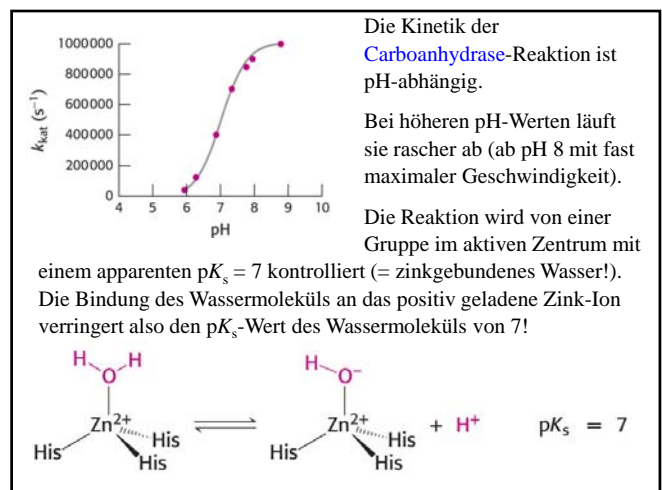 Die Kinetik der
Carboanhydrase-Reaktion ist
pH-abhängig.
Bei höheren pH-Werten läuft
sie rascher ab (ab pH 8 mit fast
maximaler Geschwindigkeit).
Die Reaktion wird von einer
Gruppe im aktiven Zentrum mit
einem apparenten pKs = 7 kontrolliert (= zinkgebundenes Wasser!).
Die Bindung des Wassermoleküls an das positiv geladene Zink-Ion
verringert also den pKs-Wert des Wassermoleküls von 7!
kkat (s⁻¹)
1000000
800000
600000
400000
200000
0
4 5 6 7 8 9 10
pH
H H H
O O⁻
Zn²⁺ Zn²⁺ + H⁺ pKs = 7
His His His His
His His